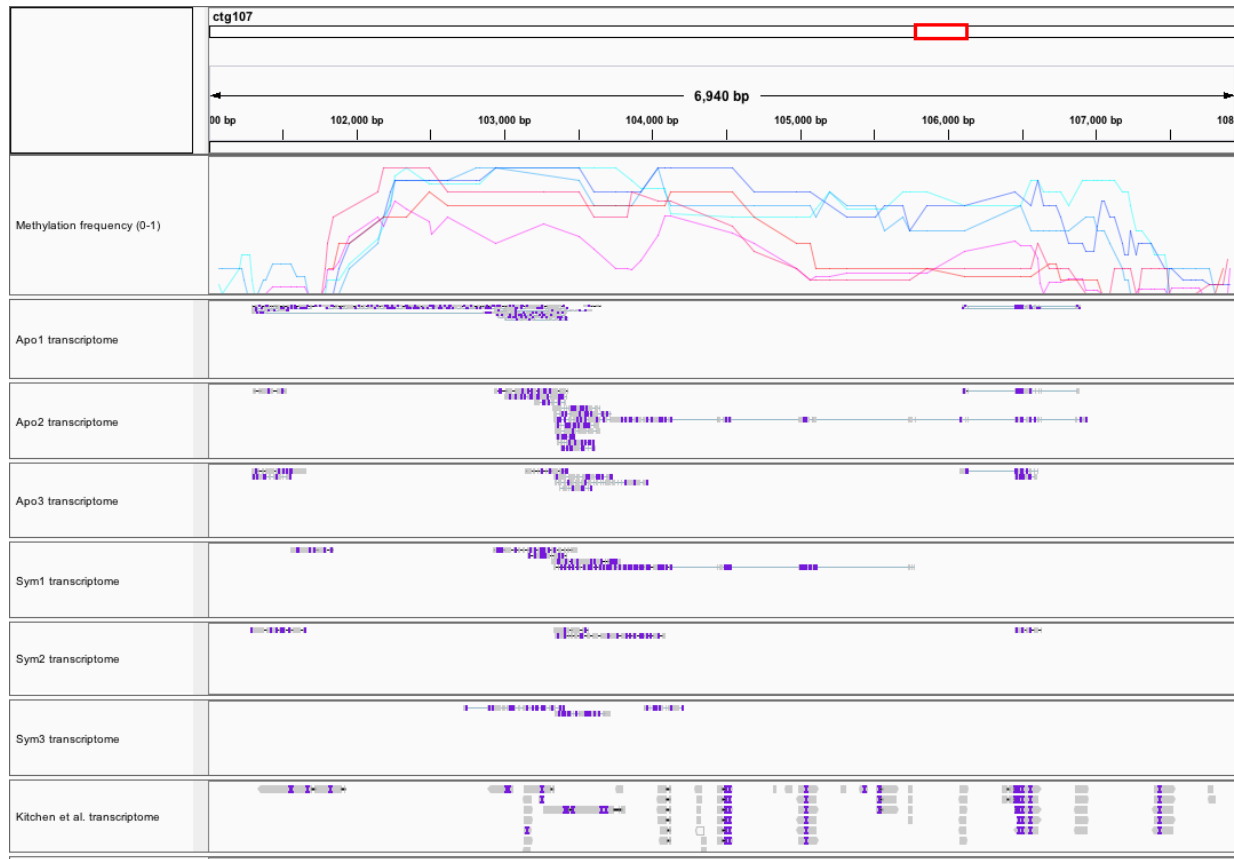 ctg107
6,940 bp
00 bp 102,000 bp 103,000 bp 104,000 bp 105,000 bp 106,000 bp 107,000 bp 108
Methylation frequency (0-1)
Apo1 transcriptome
Apo2 transcriptome
Apo3 transcriptome
Sym1 transcriptome
Sym2 transcriptome
Sym3 transcriptome
Kitchen et al. transcriptome